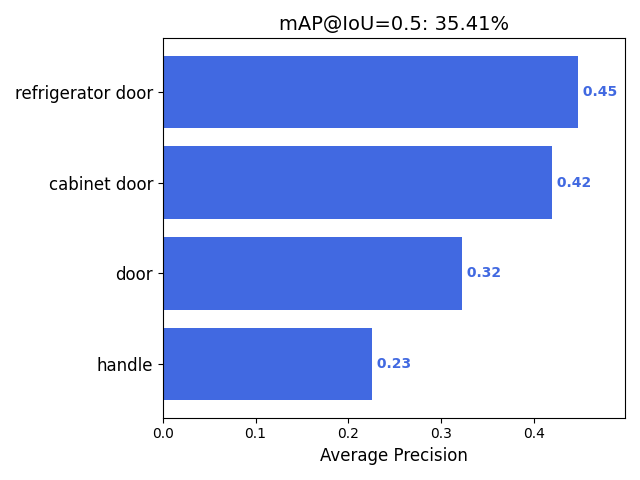 mAP@IoU=0.5: 35.41%
refrigerator door 0.45
cabinet door 0.42
door 0.32
handle 0.23
0.0 0.1 0.2 0.3 0.4
Average Precision